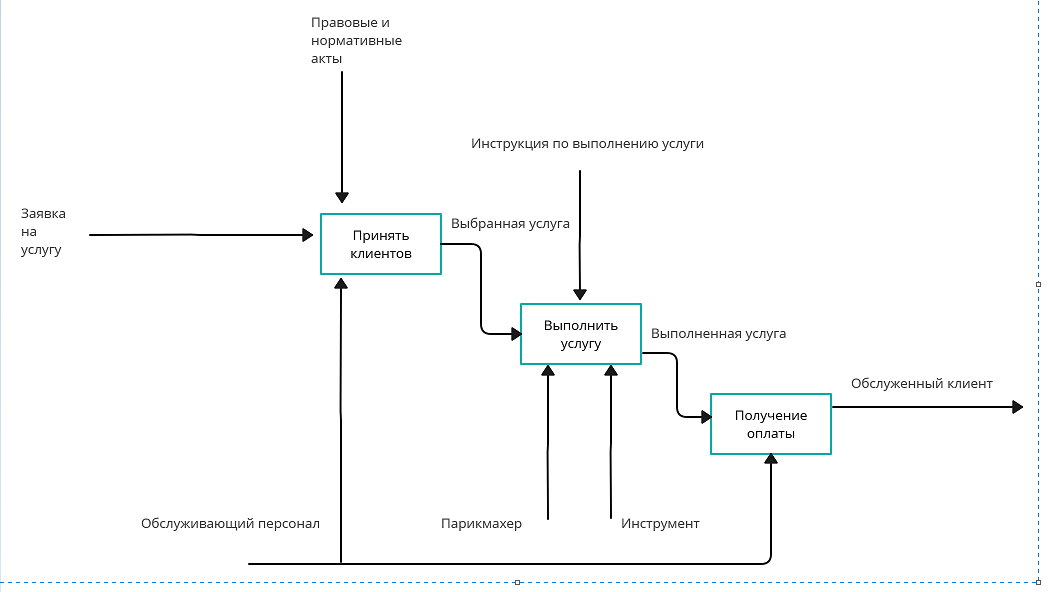 Правовые и
нормативные
акты
Инструкция по выполнению услуги
Заявка
на
услугу
Принять
клиентов
Выбранная услуга
Выполнить
услугу
Выполненная услуга
Обслуженный клиент
Получение
оплаты
Обслуживающий персонал
Парикмахер
Инструмент